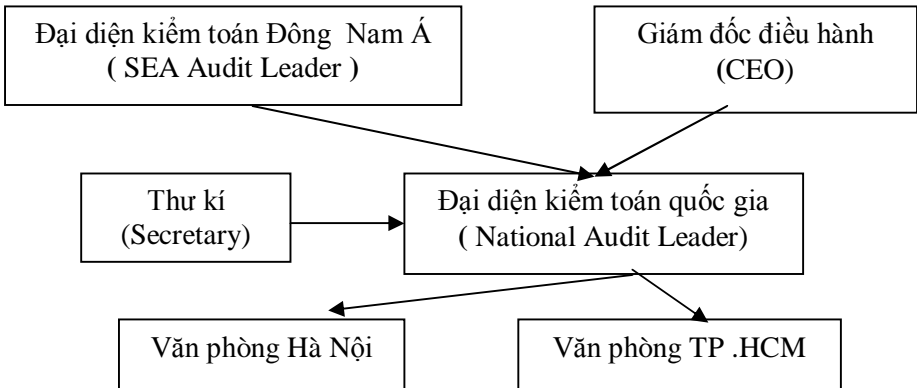 Đại diện kiểm toán Đông Nam Á
( SEA Audit Leader )
Giám đốc điều hành
(CEO)
Thư kí
(Secretary)
Đại diện kiểm toán quốc gia
( National Audit Leader)
Văn phòng Hà Nội
Văn phòng TP .HCM